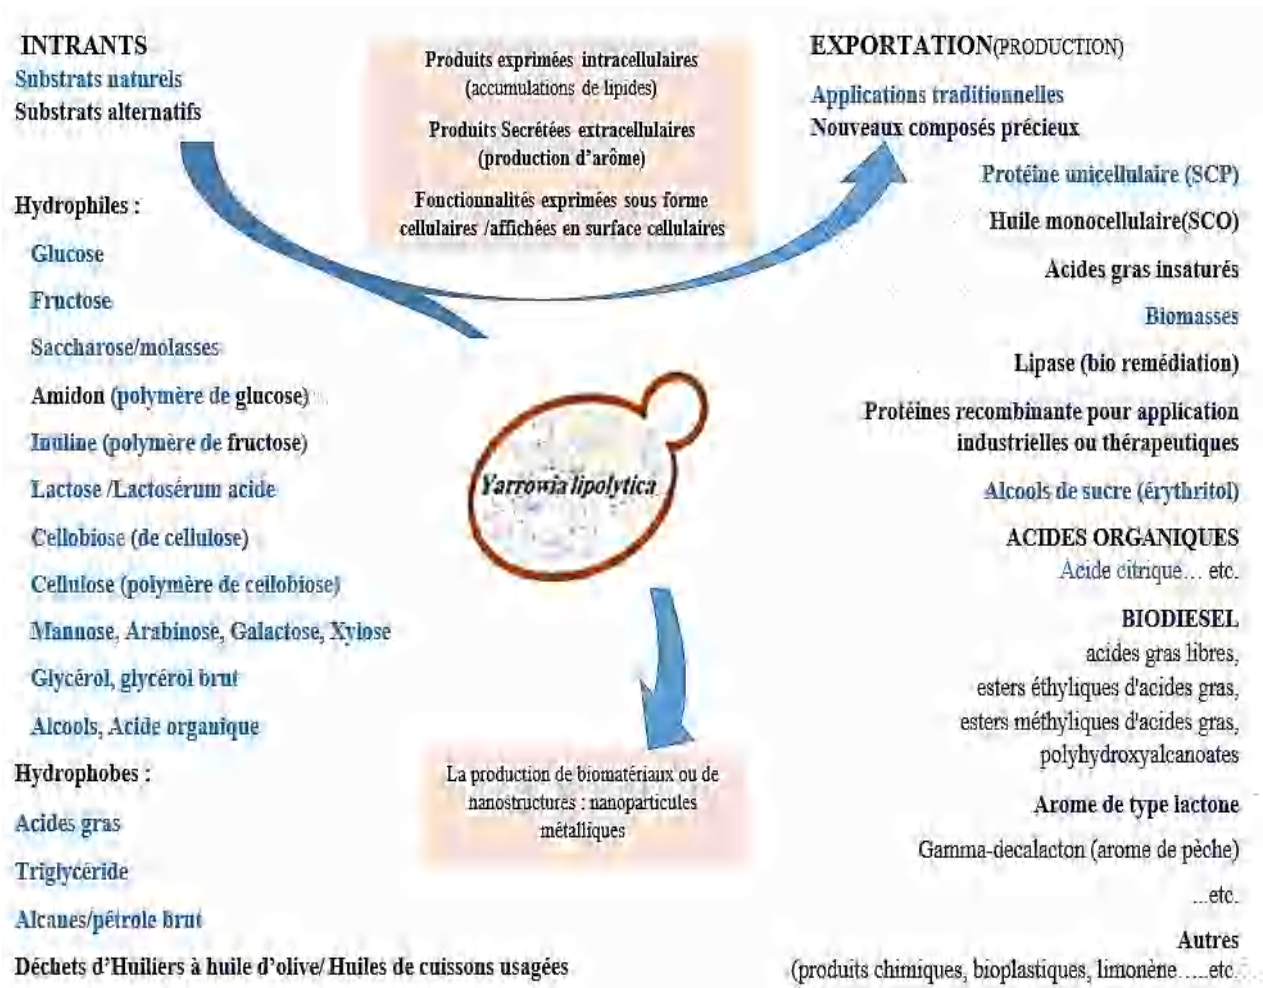 INTRANTS
Substrats naturels
Substrats alternatifs
Hydrophiles :
Glucose
Fructose
Saccharose/molasses
Amidon (polymère de glucose)
Inuline (polymère de fructose)
Lactose /Lactosérum acide
Cellobiose (de cellulose)
Cellulose (polymère de cellobiose)
Mannose, Arabinose, Galactose, Xylose
Glycérol, glycérol brut
Alcools, Acide organique
Hydrophobes :
Acides gras
Triglycéride
Alcanes/pétrole brut
Déchets d’Huiliers à huile d’olive/ Huiles de cuissons usagées
Produits exprimées intracellulaires
(accumulations de lipides)
Produits Secrétées extracellulaires
(production d’arôme)
Fonctionnalités exprimées sous forme
cellulaires /affichées en surface cellulaires
Yarrowia lipolytica
La production de biomatériaux ou de
nanostructures : nanoparticules
métalliques
EXPORTATION(PRODUCTION)
Applications traditionnelles
Nouveaux composés précieux
Protéine unicellulaire (SCP)
Huile monocellulaire(SCO)
Acides gras insaturés
Biomasses
Lipase (bio remédiation)
Protéines recombinante pour application
industrielles ou thérapeutiques
Alcools de sucre (érythritol)
ACIDES ORGANIQUES
Acide citrique… etc.
BIODIESEL
acides gras libres,
esters éthyliques d'acides gras,
esters méthyliques d'acides gras,
polyhydroxyalcanoates
Arome de type lactone
Gamma-decalacton (arome de pèche)
...etc.
Autres
(produits chimiques, bioplastiques, limonène…..etc.